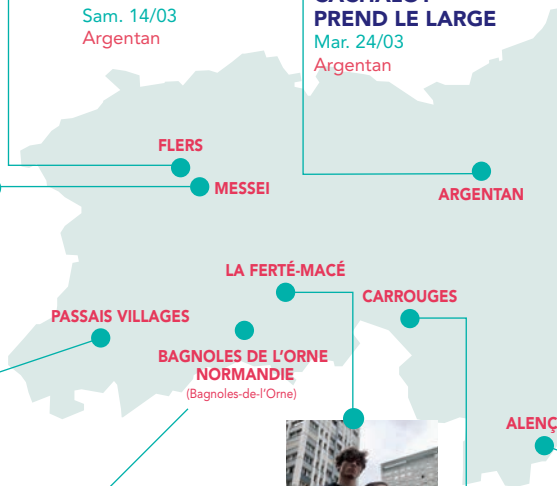 Sam. 14/03
Argentan
PREND LE LARGE
Mar. 24/03
Argentan
FLERS
MESSEI
ARGENTAN
LA FERTÉ-MACÉ
CARROUGES
PASSAIS VILLAGES
BAGNOLES DE L'ORNE
NORMANDIE
(Bagnoles-de-l'Orne)
ALENÇ